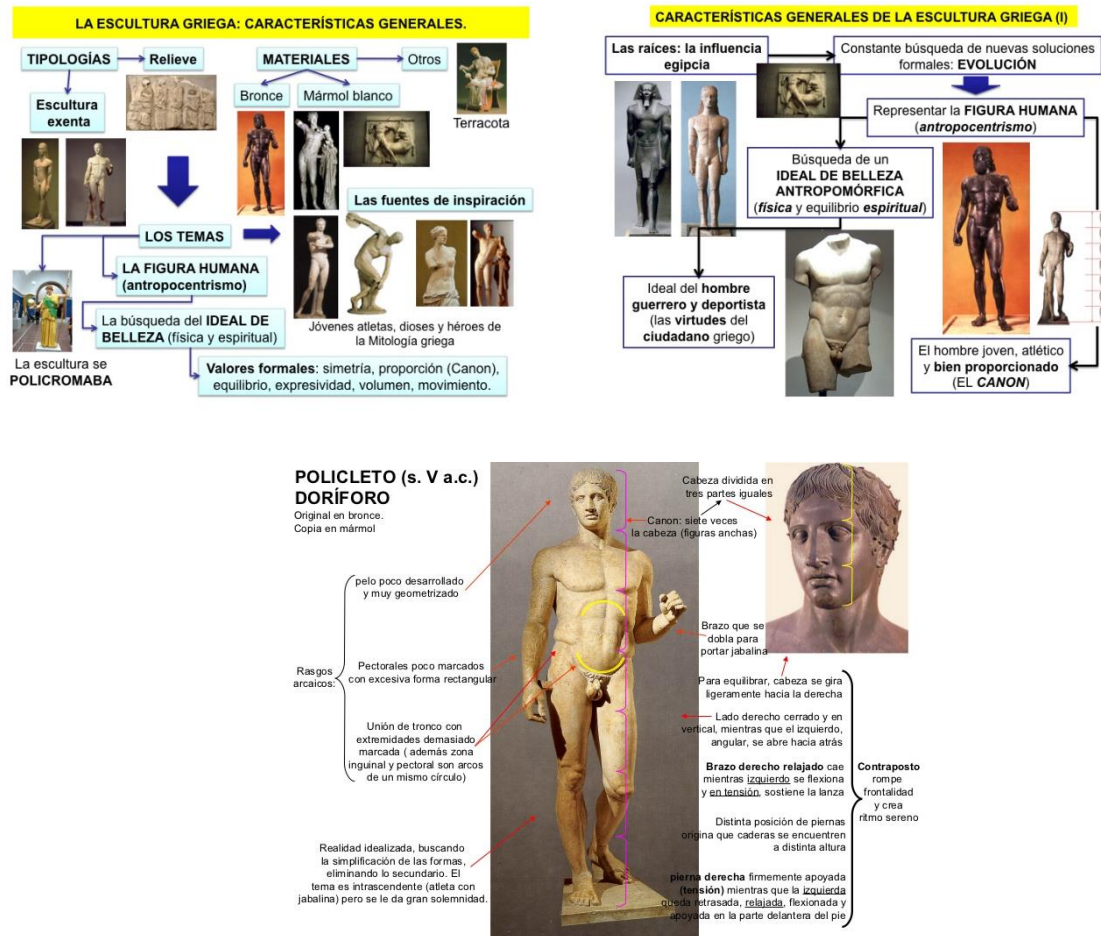 LA ESCULTURA GRIEGA: CARACTERÍSTICAS GENERALES.
TIPOLOGÍAS
Relieve
Escultura
exenta
MATERIALES
Otros
Bronce
Mármol blanco
Terracota
Las fuentes de inspiración
LOS TEMAS
LA FIGURA HUMANA
(antropocentrismo)
La búsqueda del IDEAL DE
BELLEZA (física y espiritual)
Jóvenes atletas, dioses y héroes de
la Mitología griega
La escultura se
POLICROMABA
Valores formales: simetría, proporción (Canon),
equilibrio, expresividad, volumen, movimiento.
CARACTERÍSTICAS GENERALES DE LA ESCULTURA GRIEGA (I)
Las raíces: la influencia
egipcia
Constante búsqueda de nuevas soluciones
formales: EVOLUCIÓN
Representar la FIGURA HUMANA
(antropocentrismo)
Búsqueda de un
IDEAL DE BELLEZA
ANTROPOMÓRFICA
(física y equilibrio espiritual)
Ideal del hombre
guerrero y deportista
(las virtudes del
ciudadano griego)
El hombre joven, atlético
y bien proporcionado
(EL CANON)
POLICLETO (s. V a.c.)
DORÍFORO
Original en bronce.
Copia en mármol
pelo poco desarrollado
y muy geometrizado
Rasgos
arcaicos:
Pectorales poco marcados
con excesiva forma rectangular
Unión de tronco con
extremidades demasiado
marcada ( además zona
inguinal y pectoral son arcos
de un mismo círculo)
Realidad idealizada, buscando
la simplificación de las formas,
eliminando lo secundario. El
tema es intrascendente (atleta con
jabalina) pero se le da gran solemnidad.
Cabeza dividida en
tres partes iguales
Canon: siete veces
la cabeza (figuras anchas)
Brazo que se
dobla para
portar jabalina
Para equilibrar, cabeza se gira
ligeramente hacia la derecha
Lado derecho cerrado y en
vertical, mientras que el izquierdo,
angular, se abre hacia atrás
Brazo derecho relajado cae
mientras izquierdo se flexiona
y en tensión, sostiene la lanza
Distinta posición de piernas
origina que caderas se encuentren
a distinta altura
pierna derecha firmemente apoyada
(tensión) mientras que la izquierda
queda retrasada, relajada, flexionada y
apoyada en la parte delantera del pie
Contraposto
rompe
frontalidad
y crea
ritmo sereno